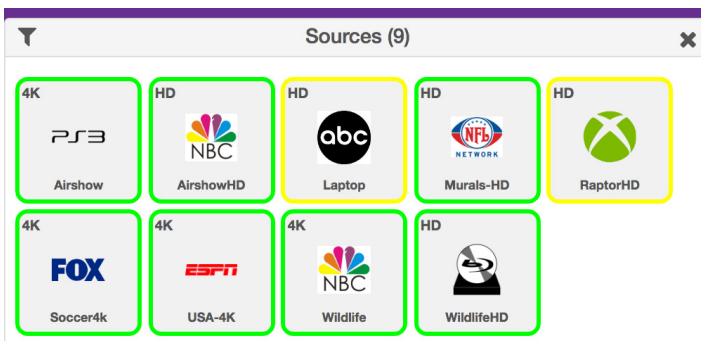 Sources (9)
4K HD HD HD HD
PS3 NBC abc NFL NETWORK
Airshow AirshowHD Laptop Murals-HD RaptorHD
4K 4K 4K HD
FOX ESPN NBC
Soccer4k USA-4K Wildlife WildlifeHD